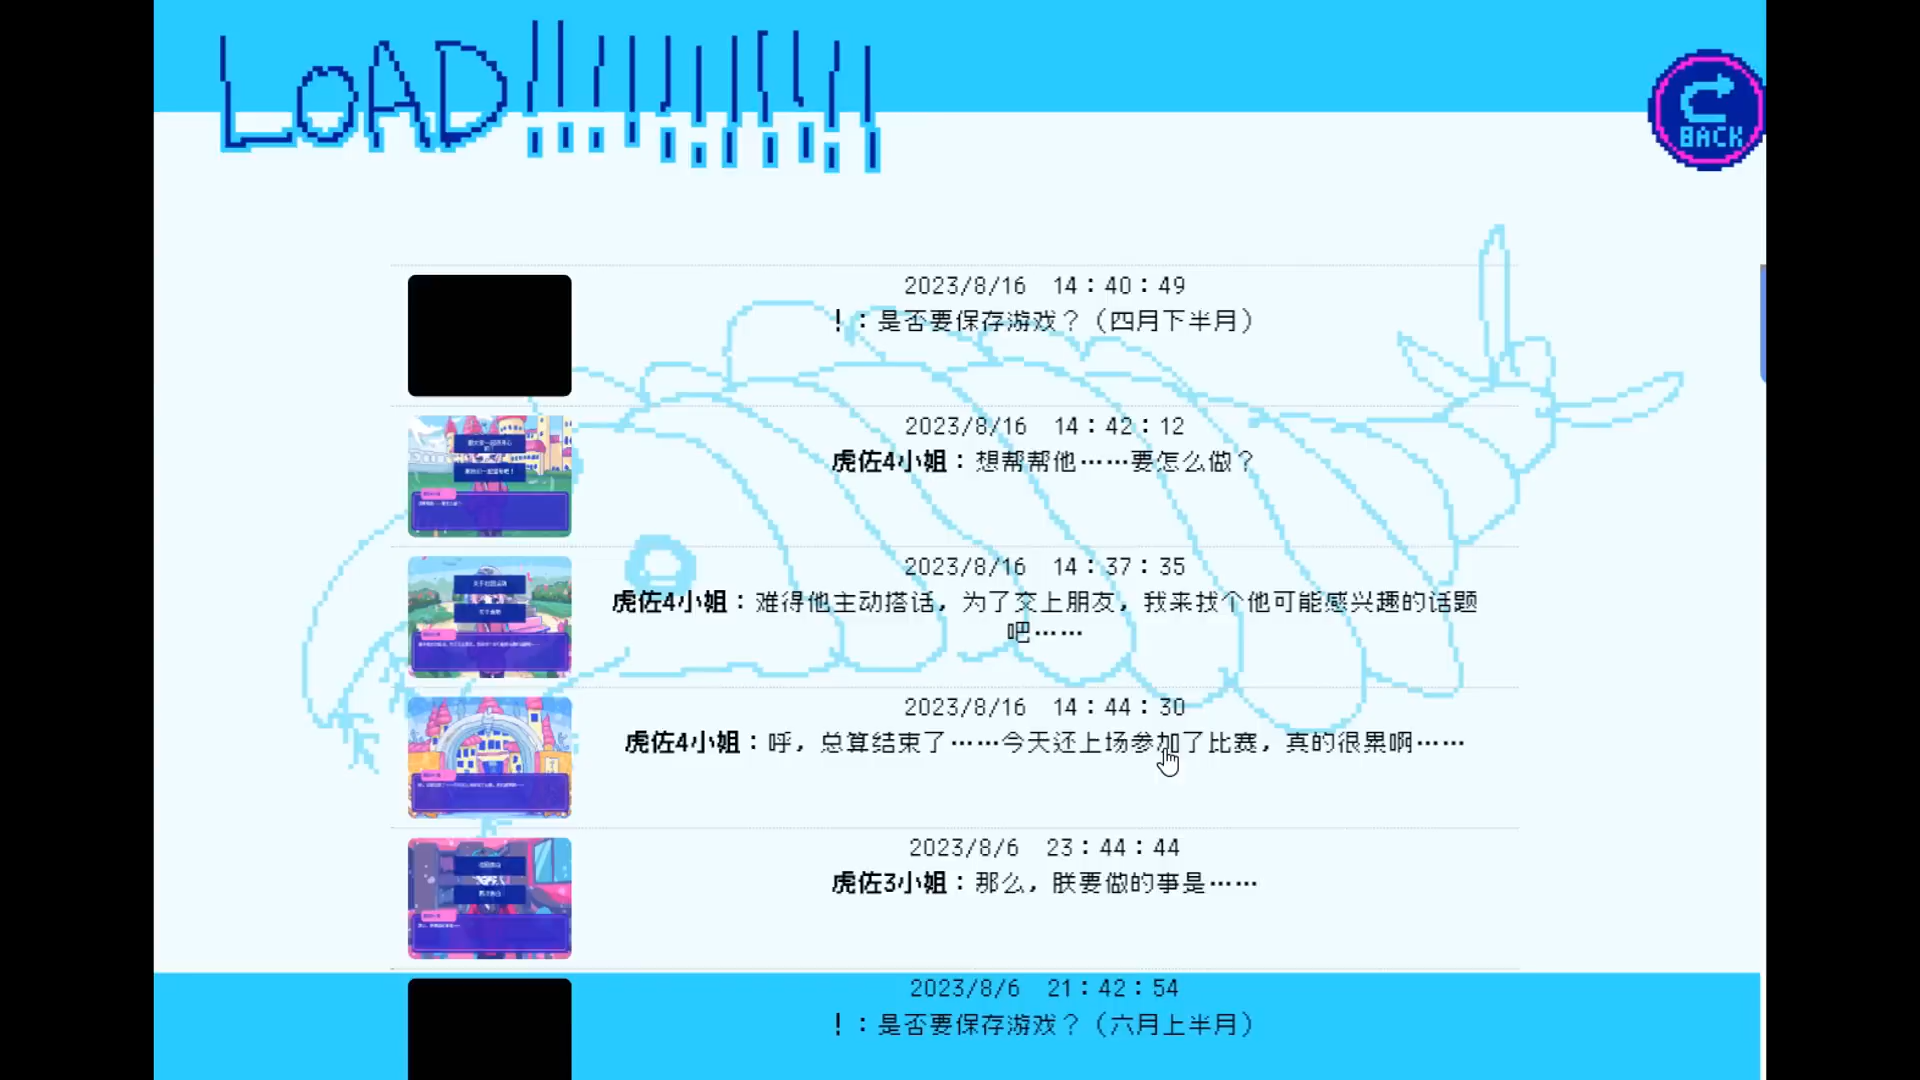 LOAD!!!!!!!!!!!
BACK
2023/8/16 14:40:49
!：是否要保存游戏？（四月下半月）
2023/8/16 14:42:12
虎佐4小姐：想帮帮他……要怎么做？
2023/8/16 14:37:35
虎佐4小姐：难得他主动搭话，为了交上朋友，我来找个他可能感兴趣的话题
吧……
2023/8/16 14:44:30
虎佐4小姐：呼，总算结束了……今天还上场参加了比赛，真的很累啊……
2023/8/6 23:44:44
虎佐3小姐：那么，朕要做的事是……
2023/8/6 21:42:54
!：是否要保存游戏？（六月上半月）